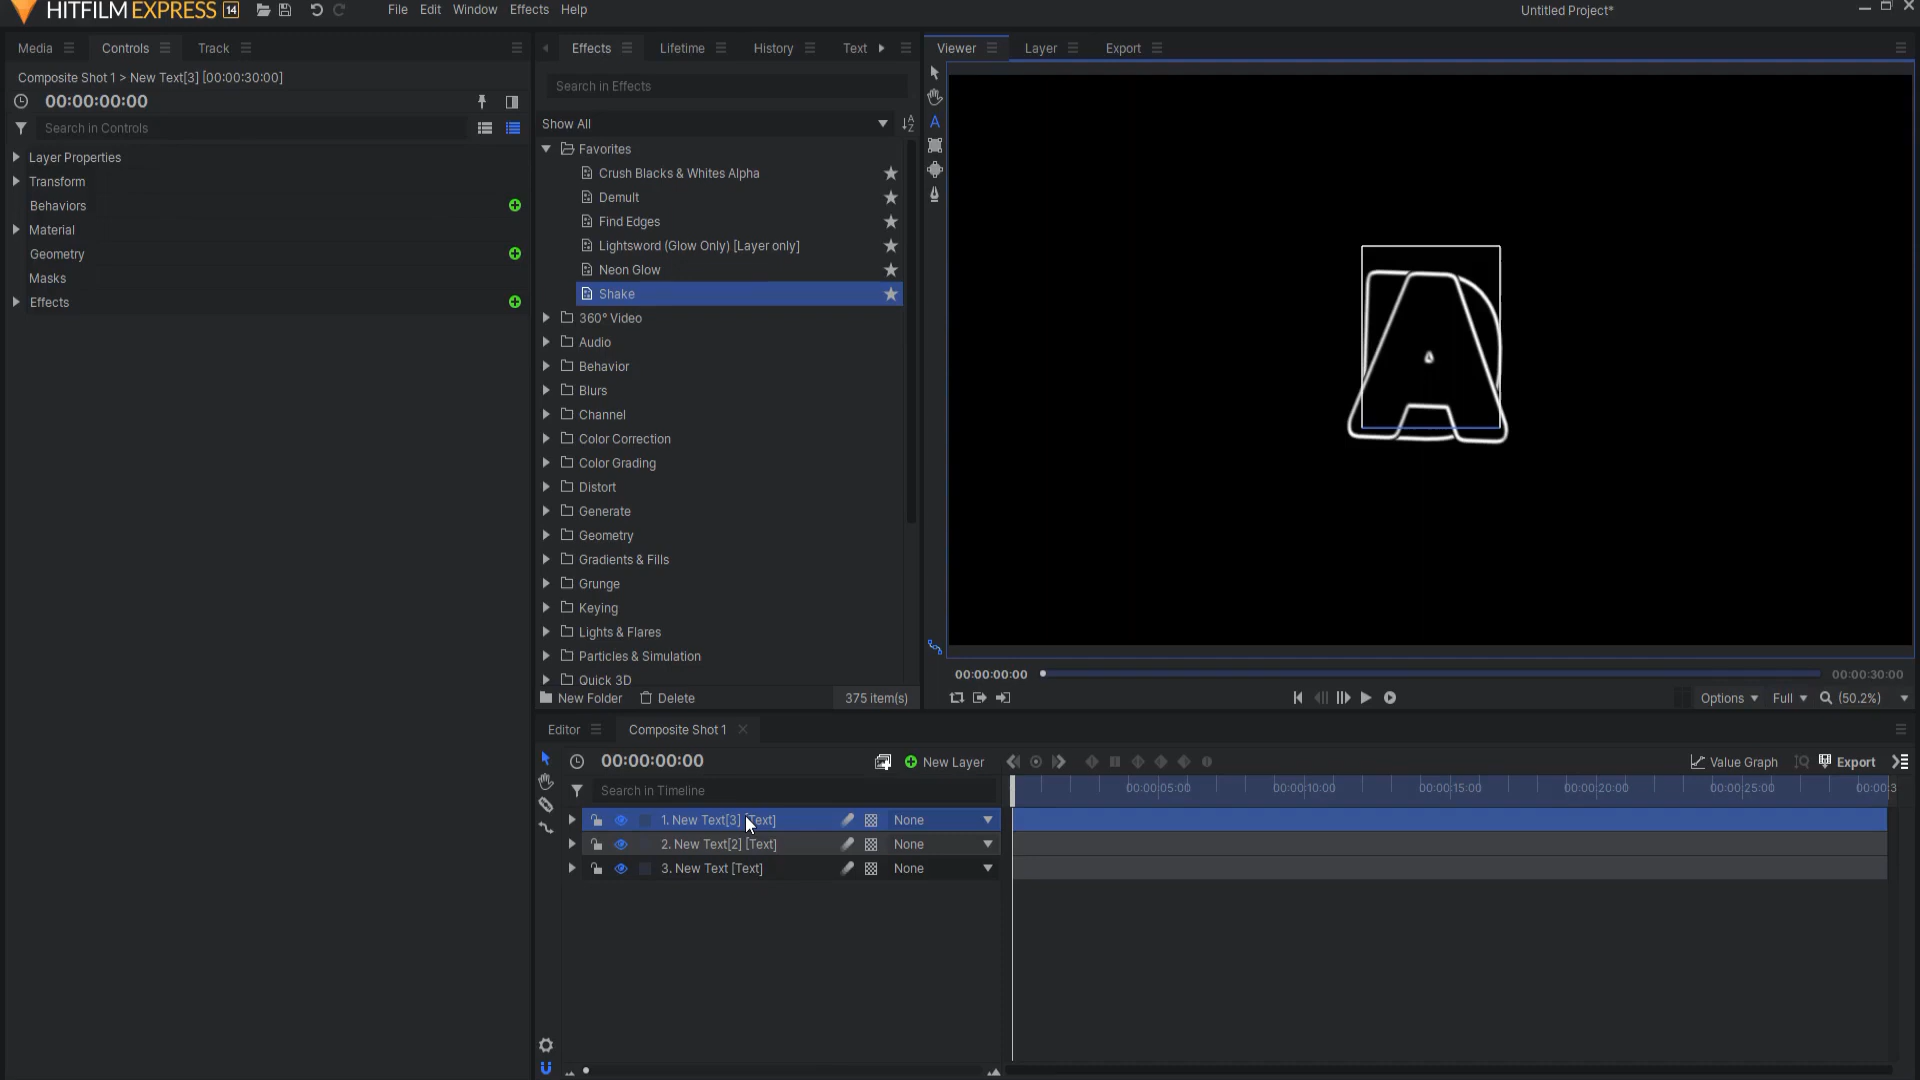 HITFILM EXPRESS 14
File Edit Window Effects Help
Untitled Project*
Media Controls Track
Composite Shot 1 > New Text[3] [00:00:30:00]
00:00:00:00
Search in Controls
Layer Properties
Transform
Behaviors
Material
Geometry
Masks
Effects
Effects Lifetime History Text
Search in Effects
Show All
Favorites
Crush Blacks & Whites Alpha
Demult
Find Edges
Lightsword (Glow Only) [Layer only]
Neon Glow
Shake
360° Video
Audio
Behavior
Blurs
Channel
Color Correction
Color Grading
Distort
Generate
Geometry
Gradients & Fills
Grunge
Keying
Lights & Flares
Particles & Simulation
Quick 3D
New Folder Delete 375 item(s)
Viewer Layer Export
A
00:00:00:00 00:00:30:00
Options Full (50.2%)
Editor Composite Shot 1
00:00:00:00 New Layer Value Graph Export
Search in Timeline
00:00:05:00 00:00:10:00 00:00:15:00 00:00:20:00 00:00:25:00 00:00:3
1. New Text[3] [Text] None
2. New Text[2] [Text] None
3. New Text [Text] None